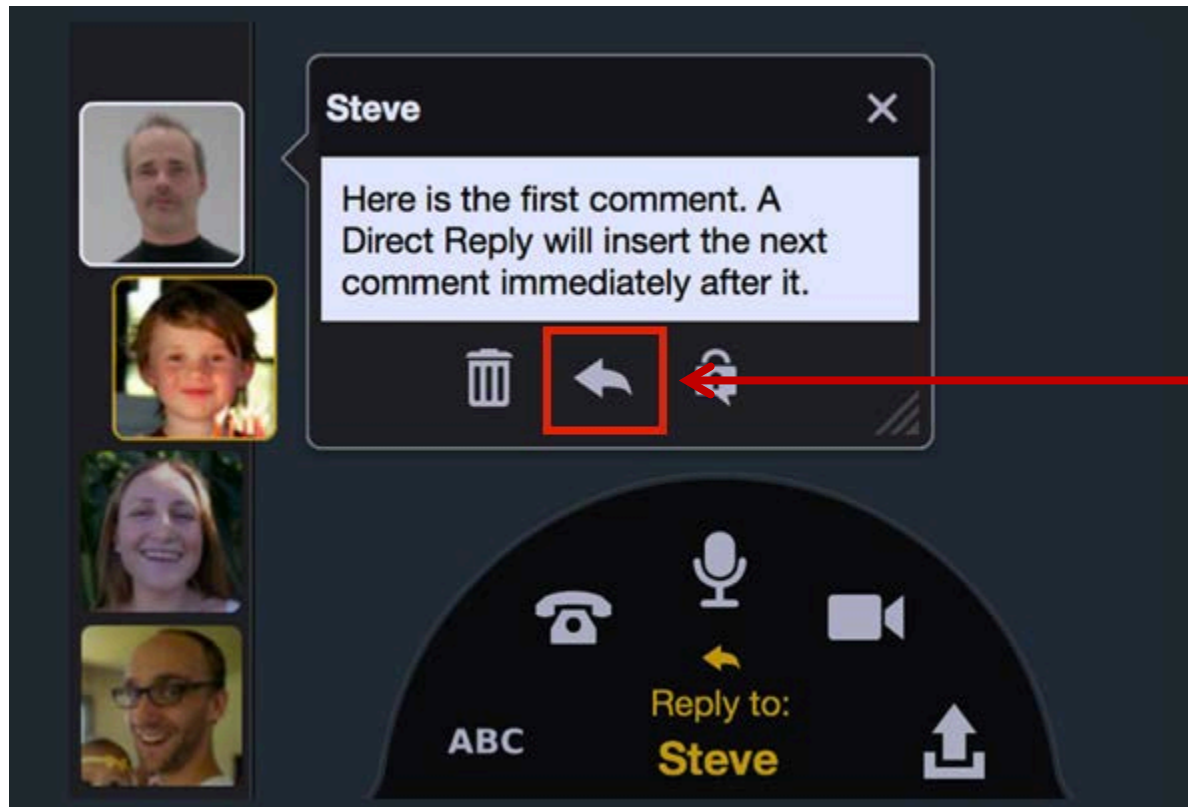 Steve
Here is the first comment. A
Direct Reply will insert the next
comment immediately after it.
Reply to:
ABC
Steve